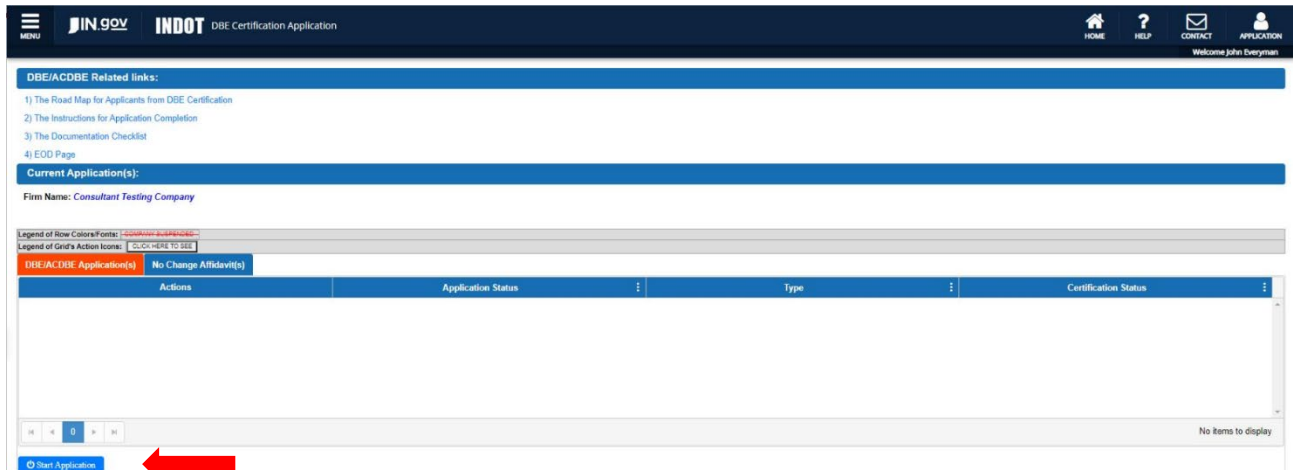 MENU
IN.gov
INDOT DBE Certification Application
HOME
HELP
CONTACT
APPLICATION
Welcome John Everyman
DBE/ACDBE Related links:
1) The Road Map for Applicants from DBE Certification
2) The Instructions for Application Completion
3) The Documentation Checklist
4) EOD Page
Current Application(s):
Firm Name: Consultant Testing Company
Legend of Row Colors/Fonts: COMPANY SUSPENDED
Legend of Grid's Action Icons: CLICK HERE TO SEE
DBE/ACDBE Application(s) No Change Affidavit(s)
Actions Application Status Type Certification Status
0
No items to display
Start Application